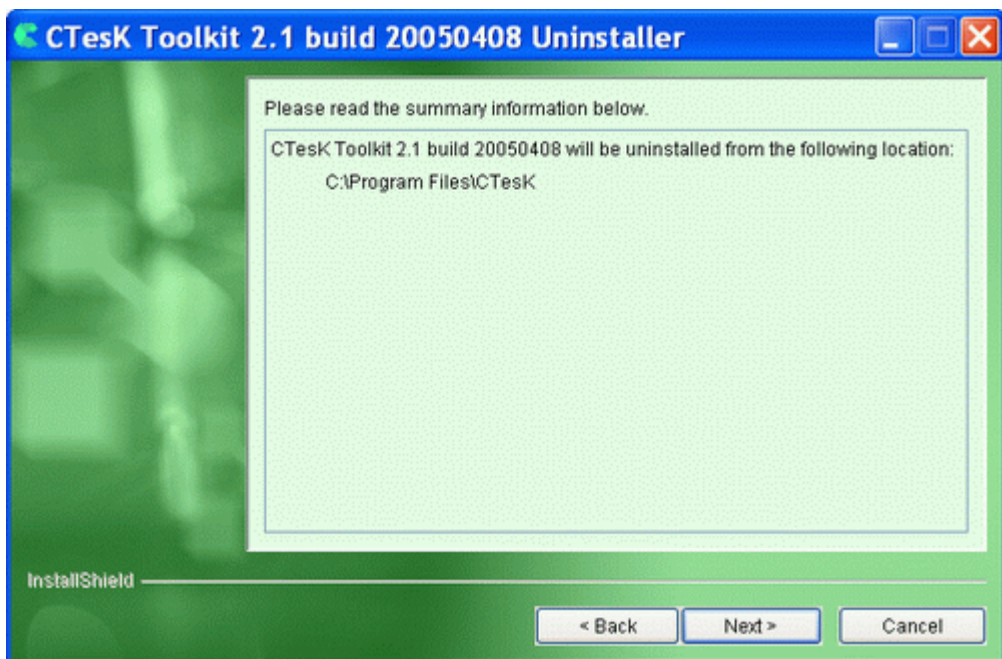 CTesK Toolkit 2.1 build 20050408 Uninstaller
Please read the summary information below.
CTesK Toolkit 2.1 build 20050408 will be uninstalled from the following location:
C:\Program Files\CTesK
InstallShield
< Back
Next >
Cancel